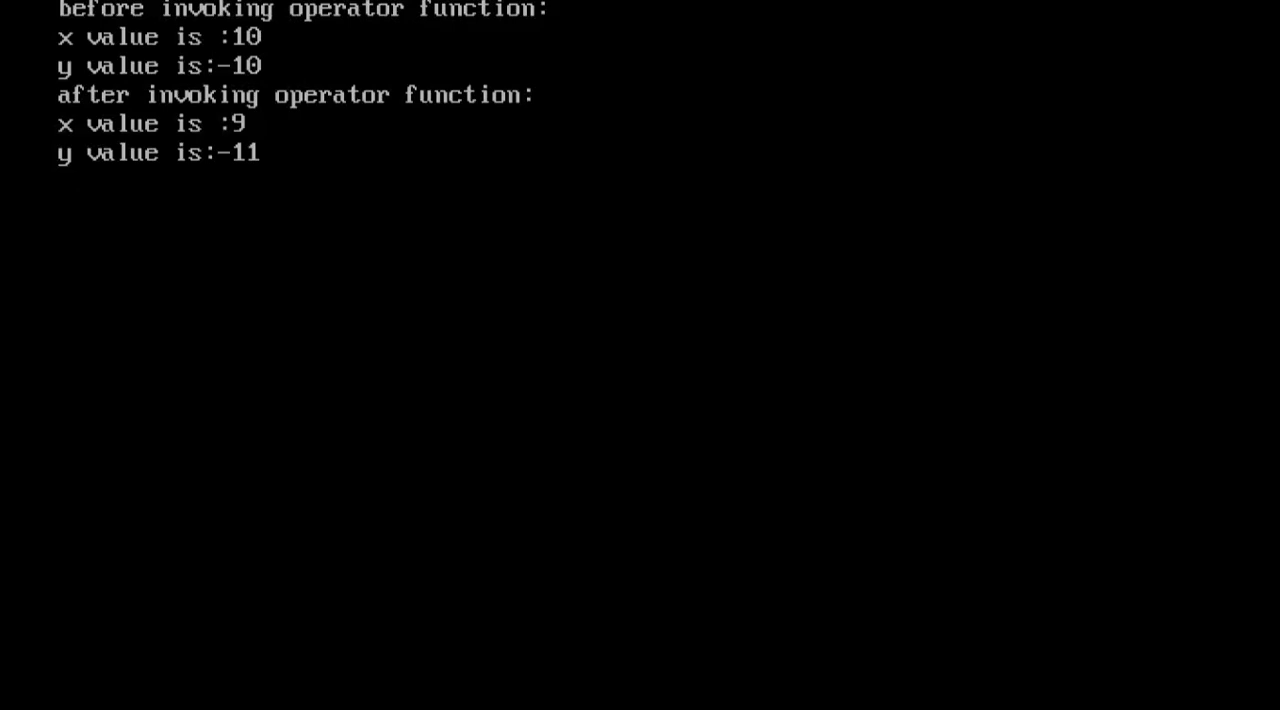 before invoking operator function:
x value is :10
y value is:-10
after invoking operator function:
x value is :9
y value is:-11